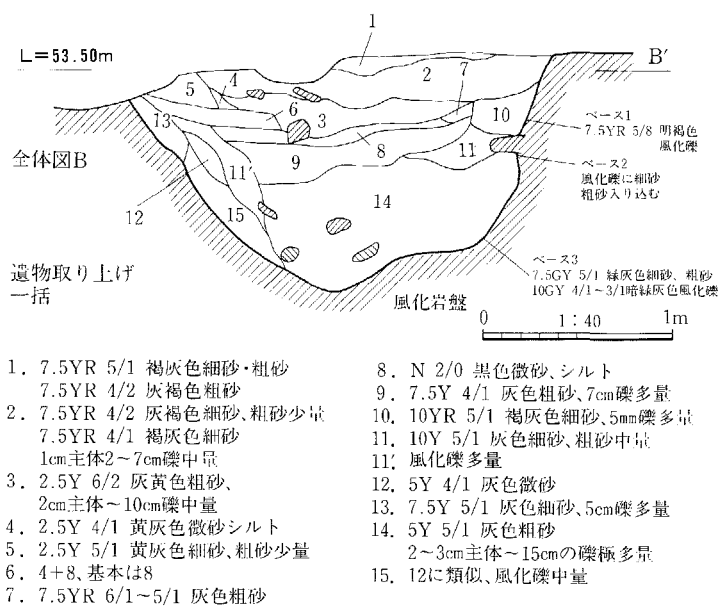 L=53.50m
1
B′
2
7
5
4
6
3
10
ベース1
7.5YR 5/8 明褐色
風化礫
13
8
全体図B
11′
9
11
ベース2
風化礫に細砂
粗砂入り込む
12
15
14
遺物取り上げ
一括
ベース3
7.5GY 5/1 緑灰色細砂、粗砂
10GY 4/1~3/1暗緑灰色風化礫
風化岩盤
0 1:40 1m
1. 7.5YR 5/1 褐灰色細砂・粗砂
7.5YR 4/2 灰褐色粗砂
2. 7.5YR 4/2 灰褐色細砂、粗砂少量
7.5YR 4/1 褐灰色細砂
1cm主体2~7cm礫中量
3. 2.5Y 6/2 灰黄色粗砂、
2cm主体~10cm礫中量
4. 2.5Y 4/1 黄灰色微砂シルト
5. 2.5Y 5/1 黄灰色細砂、粗砂少量
6. 4+8、基本は8
7. 7.5YR 6/1~5/1 灰色粗砂
8. N 2/0 黒色微砂、シルト
9. 7.5Y 4/1 灰色粗砂、7cm礫多量
10. 10YR 5/1 褐灰色細砂、5mm礫多量
11. 10Y 5/1 灰色細砂、粗砂中量
11′. 風化礫多量
12. 5Y 4/1 灰色微砂
13. 7.5Y 5/1 灰色細砂、5cm礫多量
14. 5Y 5/1 灰色粗砂
2~3cm主体~15cmの礫極多量
15. 12に類似、風化礫中量